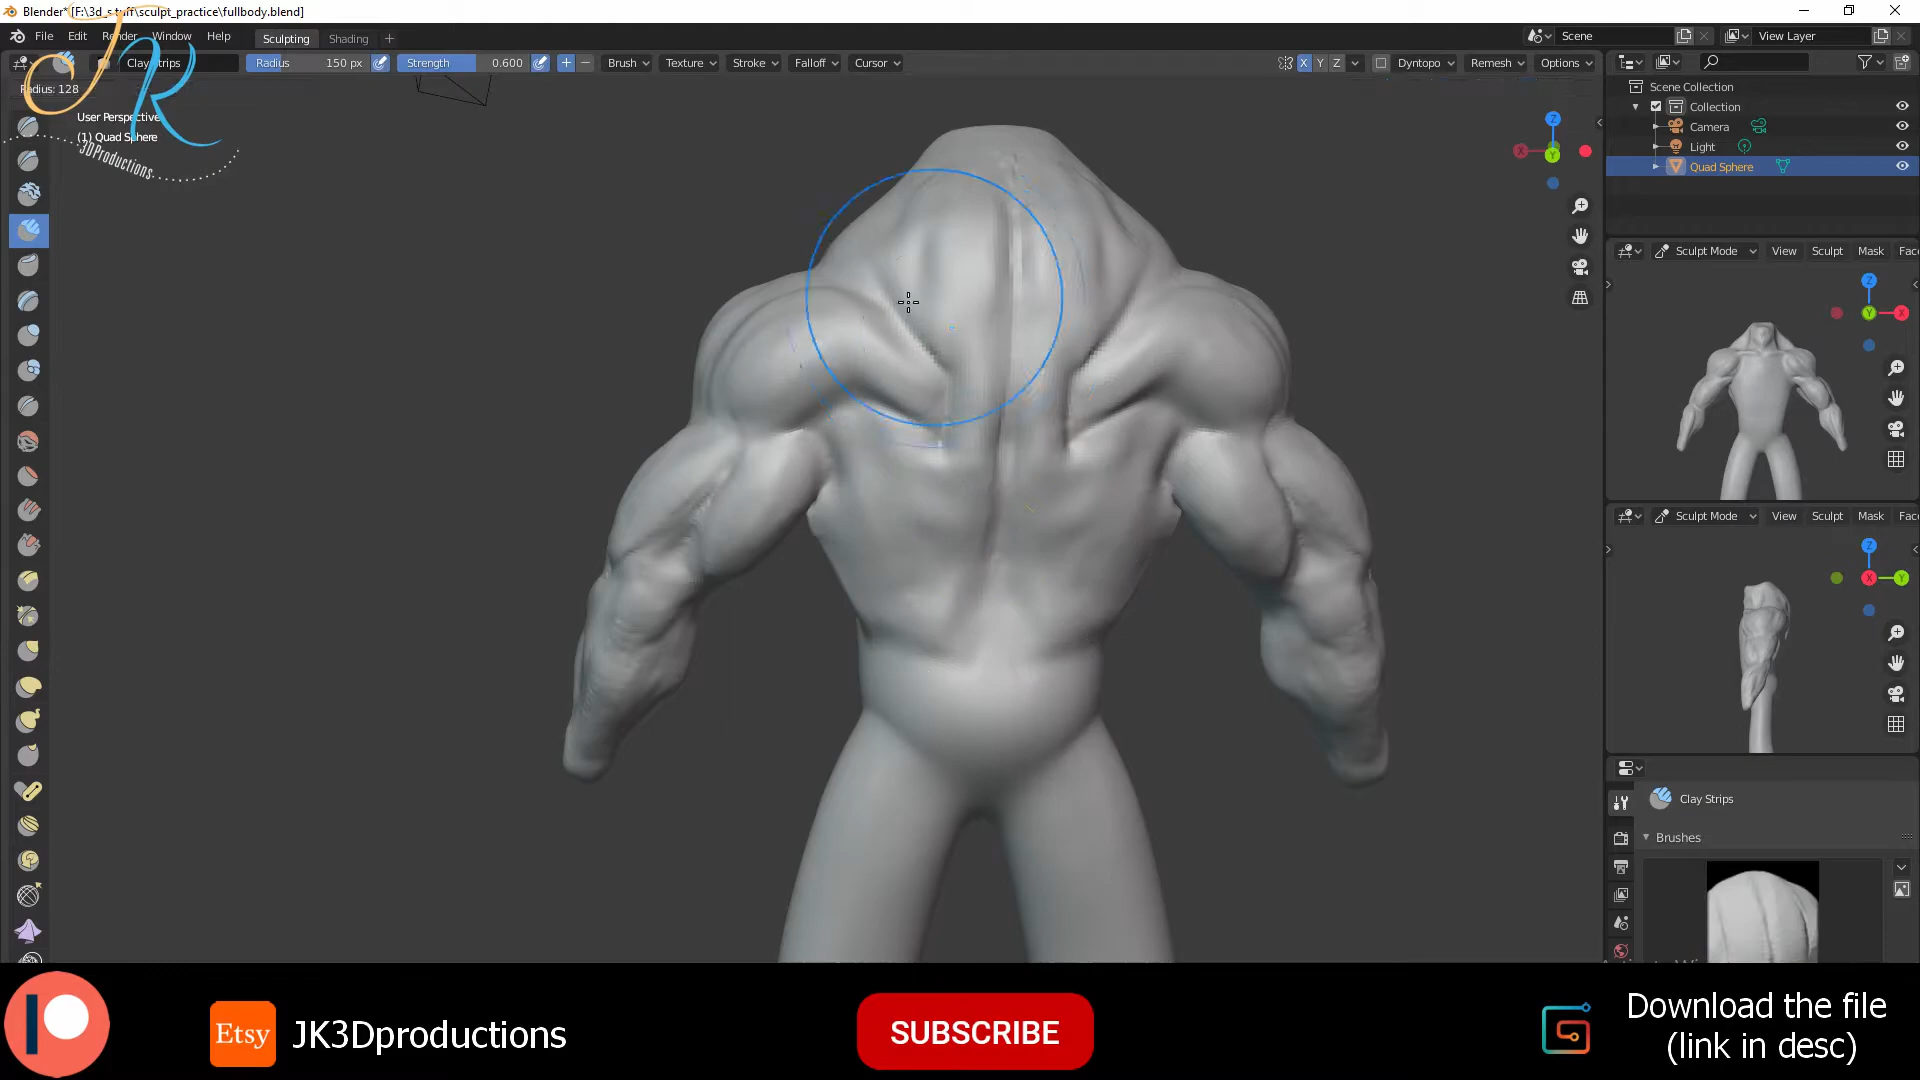 Blender* [F:\3d_stuff\sculpt_practice\fullbody.blend]
File Edit Render Window Help Sculpting Shading + Scene View Layer
Clay Strips Radius 150 px Strength 0.600 Brush Texture Stroke Falloff Cursor X Y Z Dyntopo Remesh Options
Radius: 128
User Perspective
(1) Quad Sphere
JR
3DProductions
Z
X
Y
Scene Collection
Collection
Camera
Light
Quad Sphere
Sculpt Mode View Sculpt Mask Face
Z
Y
X
Sculpt Mode View Sculpt Mask Face
Z
X
Y
Clay Strips
Brushes
Etsy JK3Dproductions
SUBSCRIBE
Download the file
(link in desc)